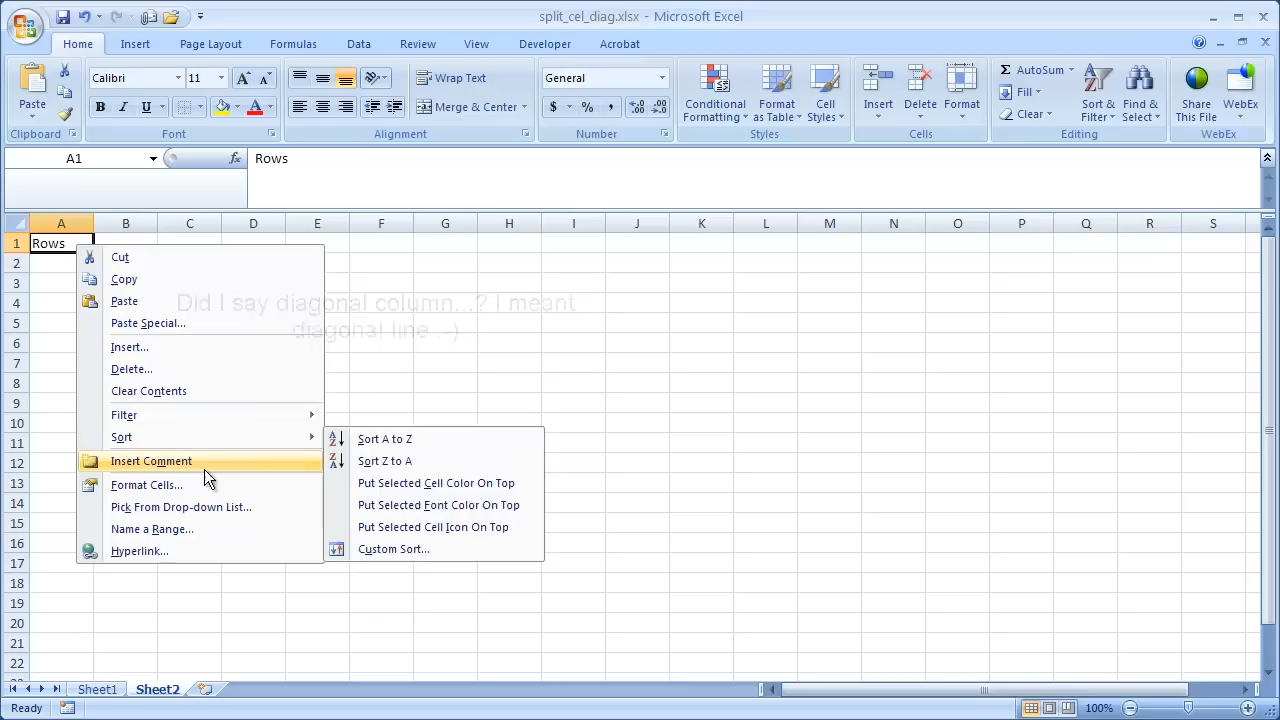 split_cel_diag.xlsx - Microsoft Excel
Home Insert Page Layout Formulas Data Review View Developer Acrobat
Paste
Clipboard
Calibri 11
B I U
Font
Wrap Text
Merge & Center
Alignment
General
$ % ,
Number
Conditional Formatting
Format as Table
Cell Styles
Styles
Insert Delete Format
Cells
Σ AutoSum
Fill
Clear
Sort & Filter
Find & Select
Editing
Share This File
WebEx
WebEx
A1 fx Rows
A B C D E F G H I J K L M N O P Q R S
1 Rows
2
3
4
5
6
7
8
9
10
11
12
13
14
15
16
17
18
19
20
21
22
Cut
Copy
Paste
Paste Special...
Insert...
Delete...
Clear Contents
Filter
Sort
Insert Comment
Format Cells...
Pick From Drop-down List...
Name a Range...
Hyperlink...
Did I say diagonal column...? I meant
diagonal line :-)
Sort A to Z
Sort Z to A
Put Selected Cell Color On Top
Put Selected Font Color On Top
Put Selected Cell Icon On Top
Custom Sort...
Sheet1 Sheet2
Ready 100%